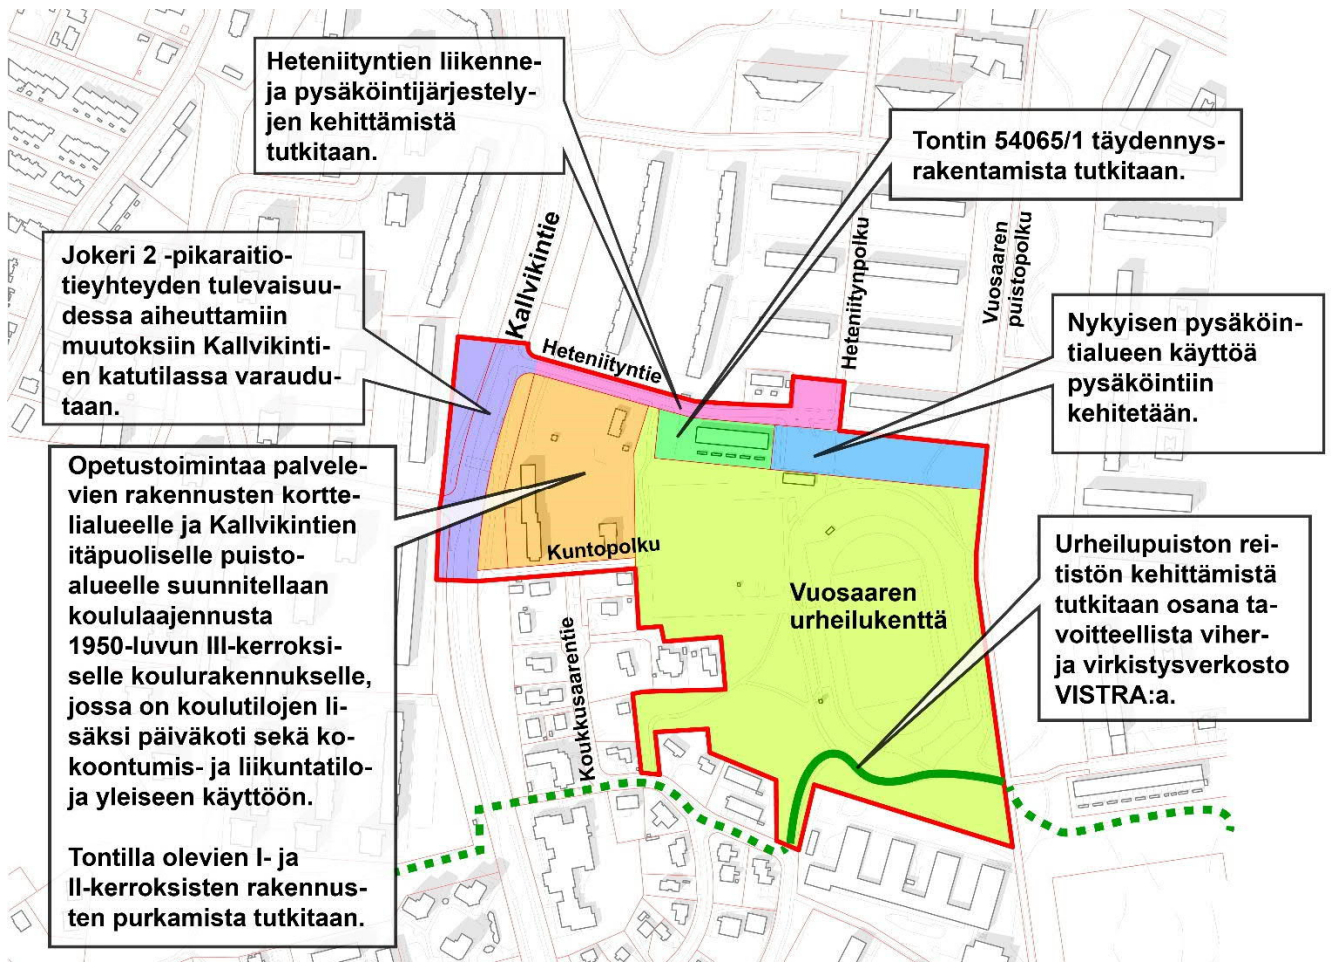 Heteniityntien liikenne-
ja pysäköintijärjestely-
jen kehittämistä
tutkitaan.
Tontin 54065/1 täydennys-
rakentamista tutkitaan.
Jokeri 2 -pikaraitio-
tieyhteyden tulevaisuu-
dessa aiheuttamiin
muutoksiin Kallvikinti-
en katutilassa varaudu-
taan.
Kallvikintie
Heteniityntie
Heteniitynpolku
Vuosaaren
puistopolku
Nykyisen pysäköin-
tialueen käyttöä
pysäköintiin
kehitetään.
Opetustoimintaa palvele-
vien rakennusten kortte-
lialueelle ja Kallvikintien
itäpuoliselle puisto-
alueelle suunnitellaan
koululaajennusta
1950-luvun III-kerroksi-
selle koulurakennukselle,
jossa on koulutilojen li-
säksi päiväkoti sekä ko-
koontumis- ja liikuntatilo-
ja yleiseen käyttöön.
Tontilla olevien I- ja
II-kerroksisten rakennus-
ten purkamista tutkitaan.
Kuntopolku
Koukkusaarentie
Vuosaaren
urheilukenttä
Urheilupuiston rei-
tistön kehittämistä
tutkitaan osana ta-
voitteellista viher-
ja virkistysverkosto
VISTRA:a.